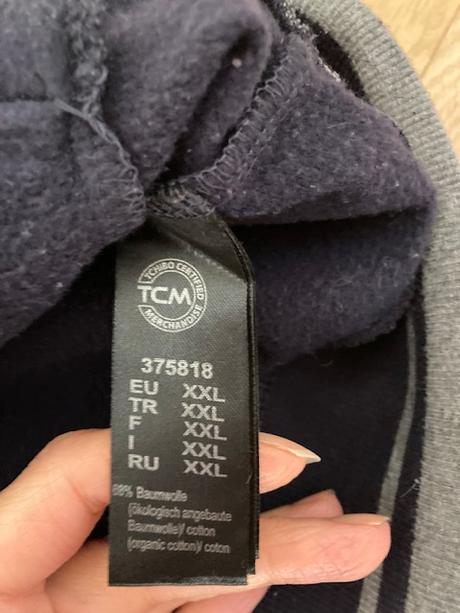 TCHIBO CERTIFIED
TCM
MERCHANDISE
375818
EU XXL
TR XXL
F XXL
I XXL
RU XXL
68% Baumwolle
(ökologisch angebaute
Baumwolle)/ cotton
(organic cotton)/ coton